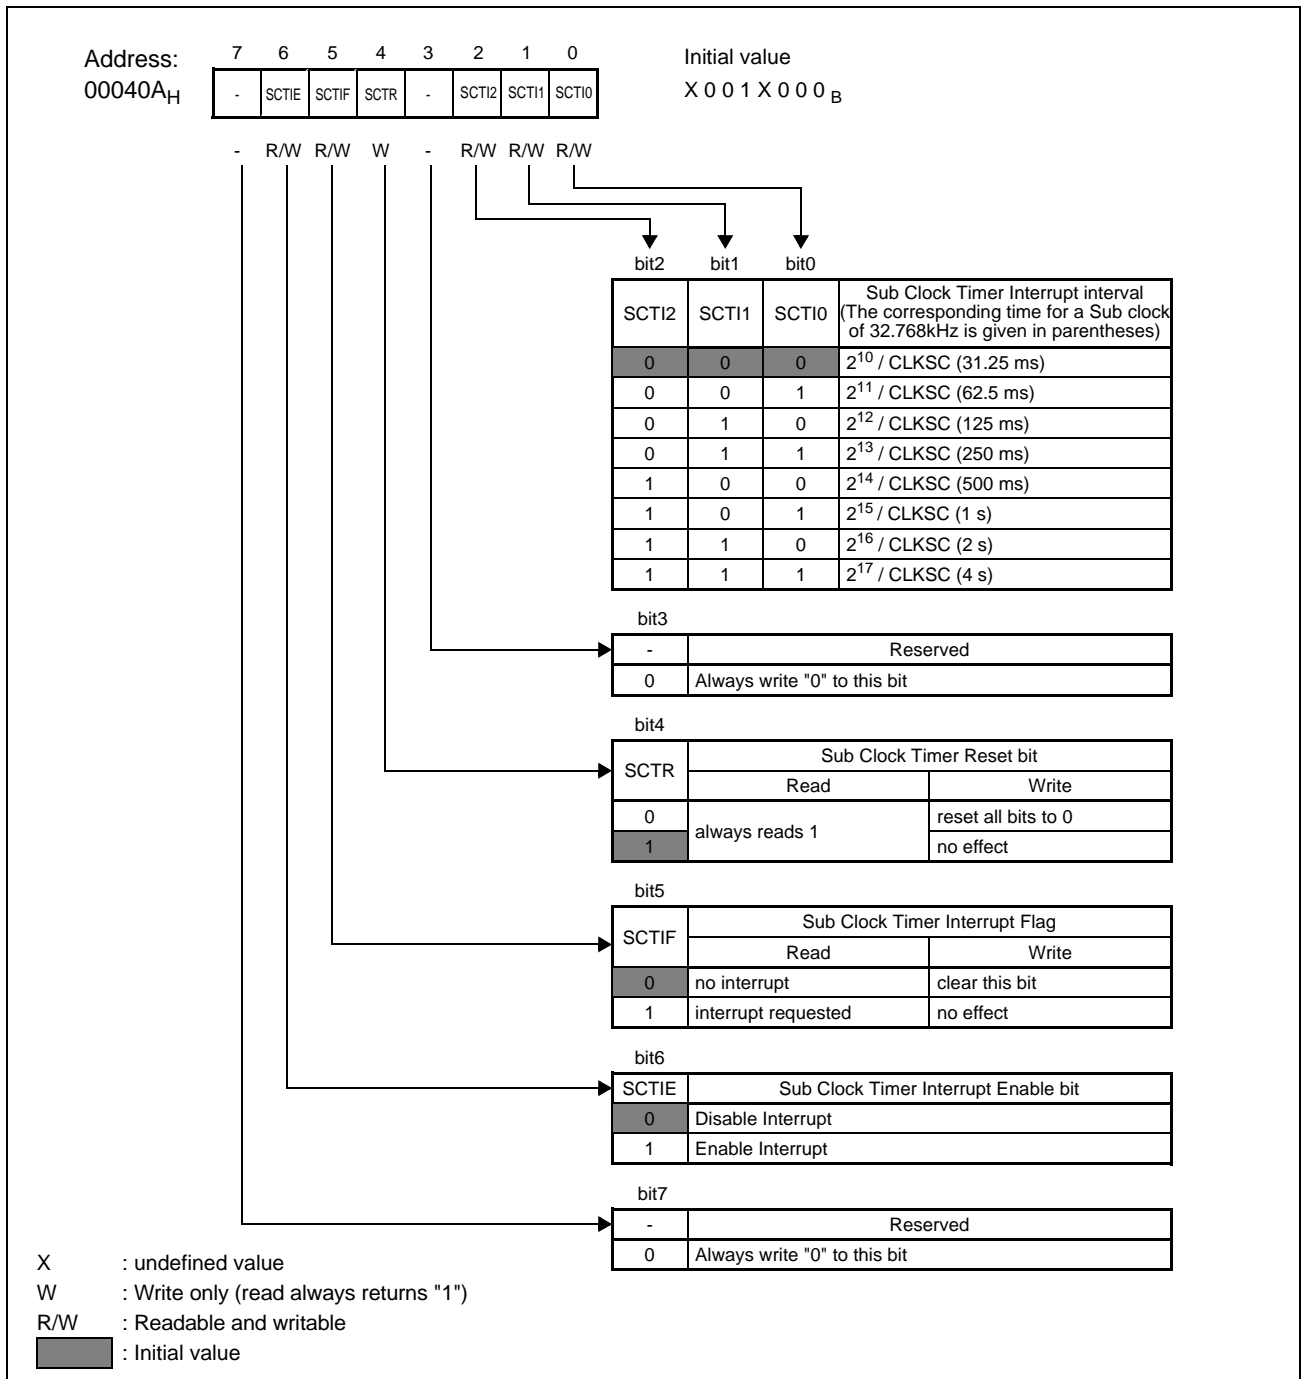 Address: 7 6 5 4 3 2 1 0 Initial value
00040AH - SCTIE SCTIF SCTR - SCTI2 SCTI1 SCTI0 X 0 0 1 X 0 0 0 B
- R/W R/W W - R/W R/W R/W
bit2 bit1 bit0
SCTI2 SCTI1 SCTI0 Sub Clock Timer Interrupt interval
(The corresponding time for a Sub clock
of 32.768kHz is given in parentheses)
0 0 0 2^10 / CLKSC (31.25 ms)
0 0 1 2^11 / CLKSC (62.5 ms)
0 1 0 2^12 / CLKSC (125 ms)
0 1 1 2^13 / CLKSC (250 ms)
1 0 0 2^14 / CLKSC (500 ms)
1 0 1 2^15 / CLKSC (1 s)
1 1 0 2^16 / CLKSC (2 s)
1 1 1 2^17 / CLKSC (4 s)
bit3
- Reserved
0 Always write "0" to this bit
bit4
SCTR Sub Clock Timer Reset bit
Read Write
0 always reads 1 reset all bits to 0
1 no effect
bit5
SCTIF Sub Clock Timer Interrupt Flag
Read Write
0 no interrupt clear this bit
1 interrupt requested no effect
bit6
SCTIE Sub Clock Timer Interrupt Enable bit
0 Disable Interrupt
1 Enable Interrupt
bit7
- Reserved
0 Always write "0" to this bit
X : undefined value
W : Write only (read always returns "1")
R/W : Readable and writable
: Initial value